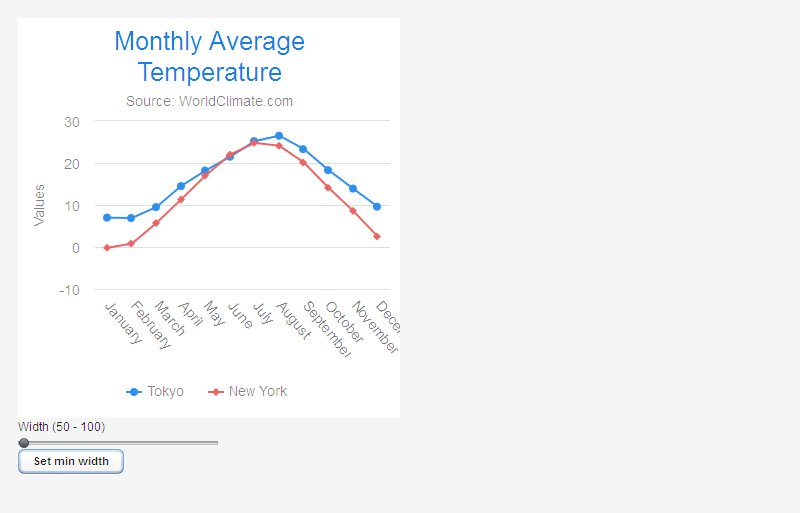 Monthly Average
Temperature
Source: WorldClimate.com
30
20
10
0
-10
Values
January
February
March
April
May
June
July
August
September
October
November
Dece
Tokyo
New York
Width (50 - 100)
Set min width